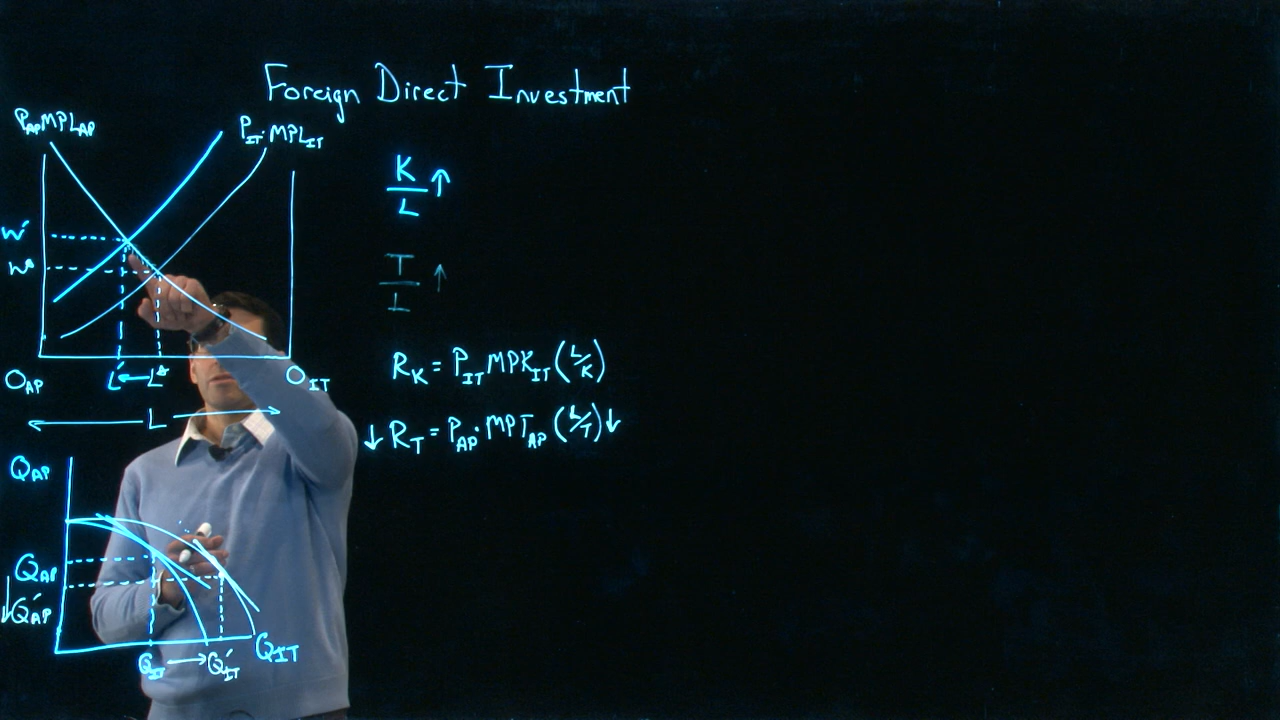 Foreign Direct Investment
P_AP MPL_AP
P_IT · MPL_IT
K/L ↑
W'
W*
T/L ↑
R_K = P_IT MPK_IT (L/K)
O_AP L' ← L* O_IT
← L →
↓ R_T = P_AP · MPT_AP (L/T) ↓
Q_AP
Q_AP
↓ Q'_AP
Q_IT → Q'_IT Q_IT